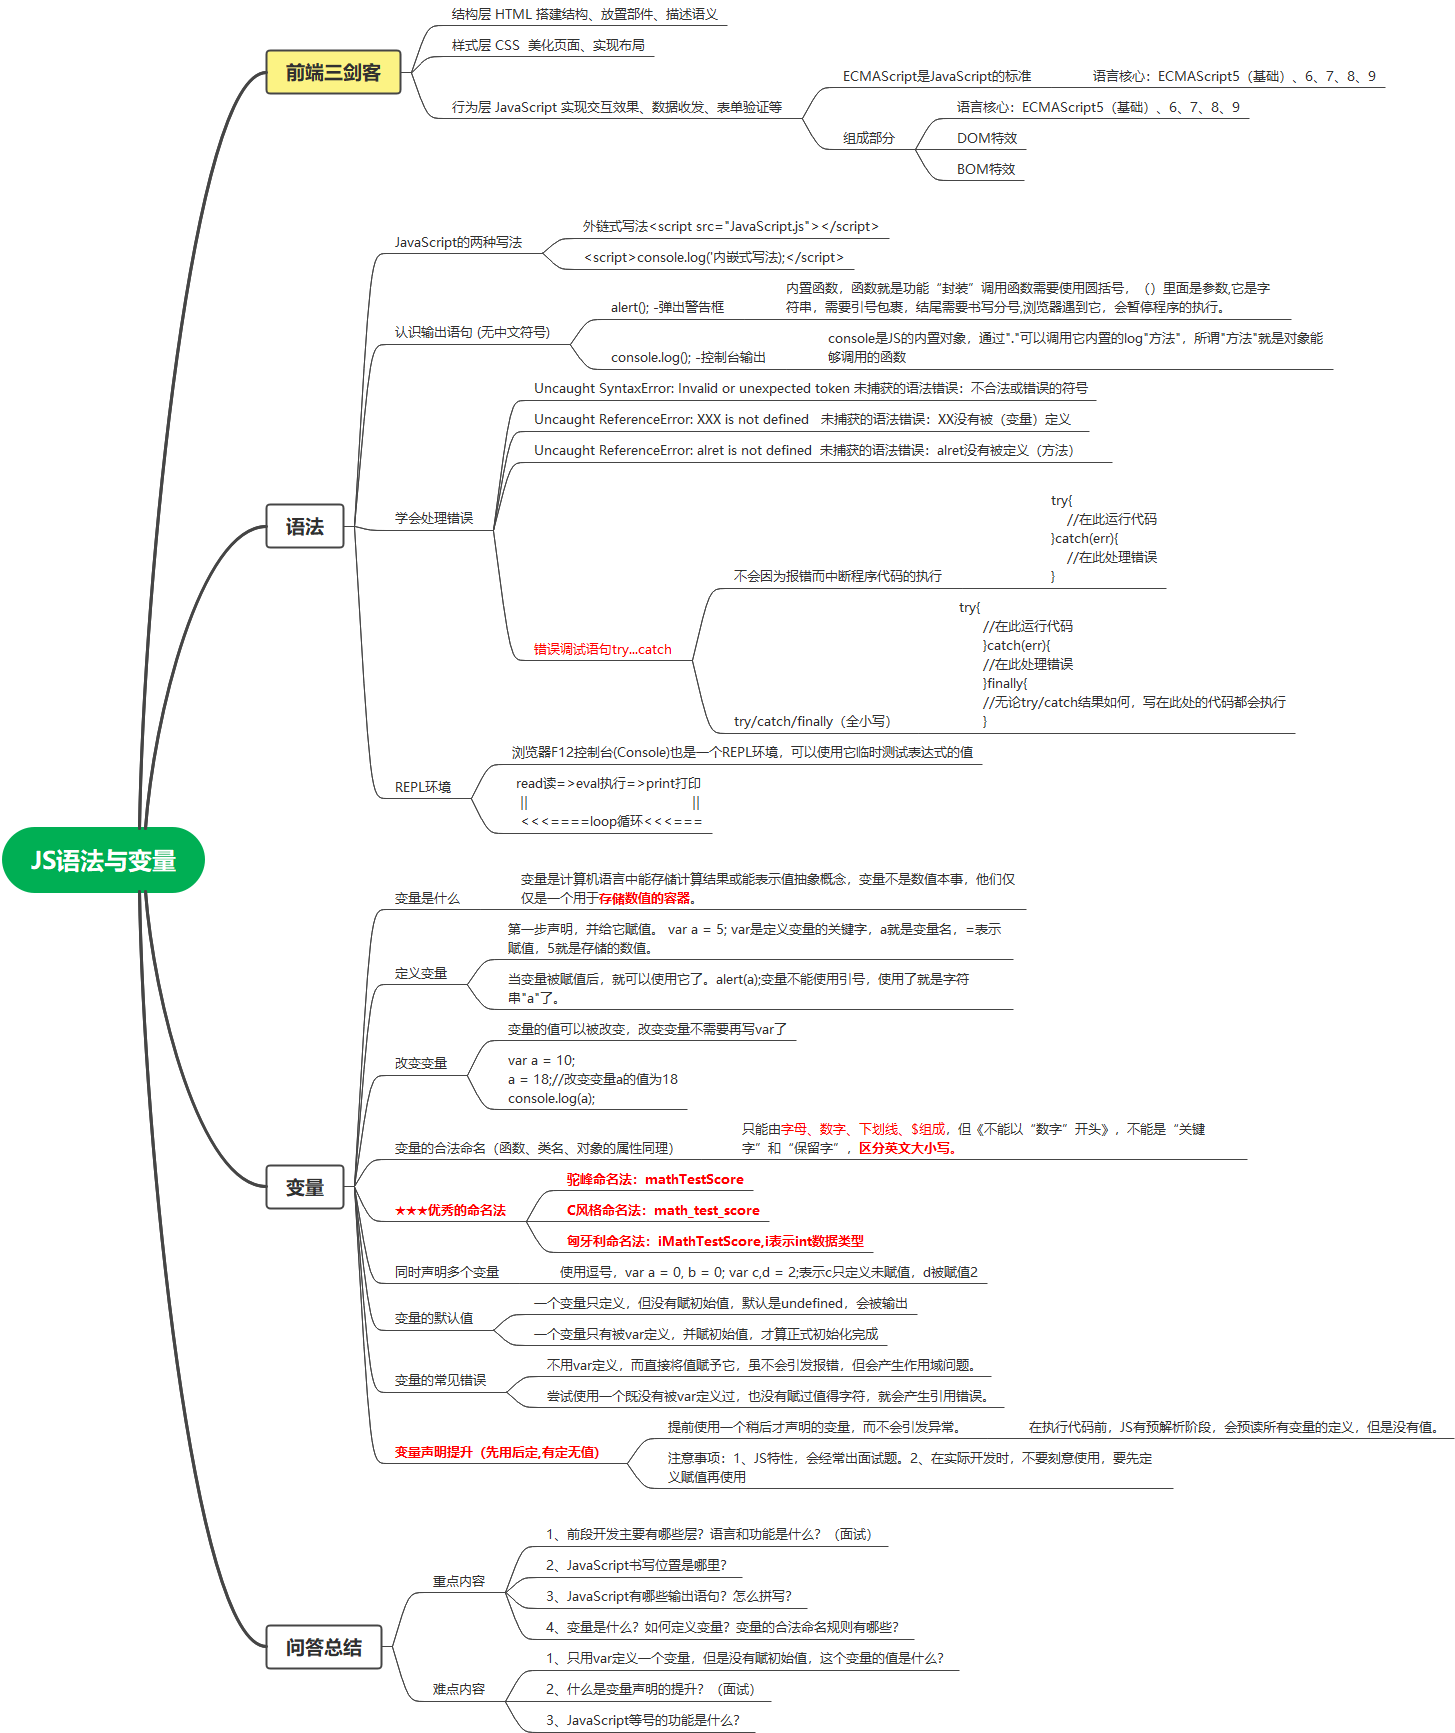 JS语法与变量
前端三剑客
结构层 HTML 搭建结构、放置部件、描述语义
样式层 CSS  美化页面、实现布局
行为层 JavaScript 实现交互效果、数据收发、表单验证等
ECMAScript是JavaScript的标准
语言核心：ECMAScript5（基础）、6、7、8、9
组成部分
语言核心：ECMAScript5（基础）、6、7、8、9
DOM特效
BOM特效
语法
JavaScript的两种写法
外链式写法<script src="JavaScript.js"></script>
<script>console.log('内嵌式写法);</script>
认识输出语句 (无中文符号)
alert(); -弹出警告框
内置函数，函数就是功能“封装”调用函数需要使用圆括号，（）里面是参数,它是字
符串，需要引号包裹，结尾需要书写分号,浏览器遇到它，会暂停程序的执行。
console.log(); -控制台输出
console是JS的内置对象，通过"."可以调用它内置的log"方法"，所谓"方法"就是对象能
够调用的函数
学会处理错误
Uncaught SyntaxError: Invalid or unexpected token 未捕获的语法错误：不合法或错误的符号
Uncaught ReferenceError: XXX is not defined   未捕获的语法错误：XX没有被（变量）定义
Uncaught ReferenceError: alret is not defined  未捕获的语法错误：alret没有被定义（方法）
错误调试语句try...catch
不会因为报错而中断程序代码的执行
try{
//在此运行代码
}catch(err){
//在此处理错误
}
try/catch/finally（全小写）
try{
//在此运行代码
}catch(err){
//在此处理错误
}finally{
//无论try/catch结果如何，写在此处的代码都会执行
}
REPL环境
浏览器F12控制台(Console)也是一个REPL环境，可以使用它临时测试表达式的值
read读=>eval执行=>print打印
||                                         ||
<<<====loop循环<<<===
变量
变量是什么
变量是计算机语言中能存储计算结果或能表示值抽象概念，变量不是数值本事，他们仅
仅是一个用于存储数值的容器。
定义变量
第一步声明，并给它赋值。 var a = 5; var是定义变量的关键字，a就是变量名，=表示
赋值，5就是存储的数值。
当变量被赋值后，就可以使用它了。alert(a);变量不能使用引号，使用了就是字符
串"a"了。
改变变量
变量的值可以被改变，改变变量不需要再写var了
var a = 10;
a = 18;//改变变量a的值为18
console.log(a);
变量的合法命名（函数、类名、对象的属性同理）
只能由字母、数字、下划线、$组成，但《不能以“数字”开头》，不能是“关键
字”和“保留字”，区分英文大小写。
★★★优秀的命名法
驼峰命名法：mathTestScore
C风格命名法：math_test_score
匈牙利命名法：iMathTestScore,i表示int数据类型
同时声明多个变量
使用逗号，var a = 0, b = 0; var c,d = 2;表示c只定义未赋值，d被赋值2
变量的默认值
一个变量只定义，但没有赋初始值，默认是undefined，会被输出
一个变量只有被var定义，并赋初始值，才算正式初始化完成
变量的常见错误
不用var定义，而直接将值赋予它，虽不会引发报错，但会产生作用域问题。
尝试使用一个既没有被var定义过，也没有赋过值得字符，就会产生引用错误。
变量声明提升（先用后定,有定无值）
提前使用一个稍后才声明的变量，而不会引发异常。
在执行代码前，JS有预解析阶段，会预读所有变量的定义，但是没有值。
注意事项：1、JS特性，会经常出面试题。2、在实际开发时，不要刻意使用，要先定
义赋值再使用
问答总结
重点内容
1、前段开发主要有哪些层？语言和功能是什么？（面试）
2、JavaScript书写位置是哪里？
3、JavaScript有哪些输出语句？怎么拼写？
4、变量是什么？如何定义变量？变量的合法命名规则有哪些？
难点内容
1、只用var定义一个变量，但是没有赋初始值，这个变量的值是什么？
2、什么是变量声明的提升？（面试）
3、JavaScript等号的功能是什么？